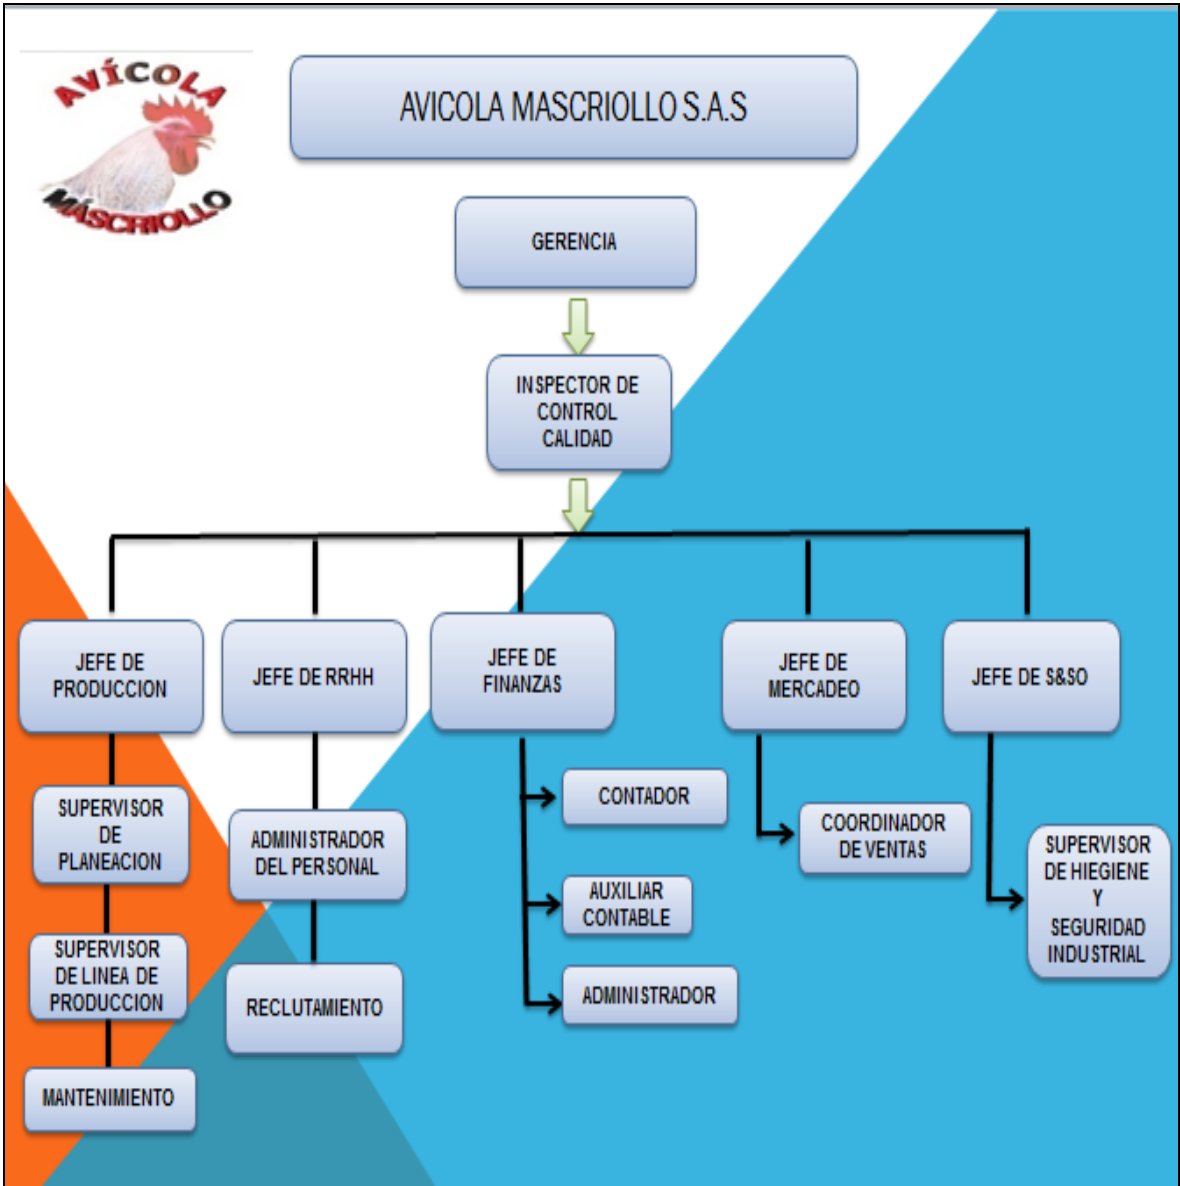 AVÍCOLA
MÁSCRIOLLO
AVICOLA MASCRIOLLO S.A.S
GERENCIA
INSPECTOR DE
CONTROL
CALIDAD
JEFE DE
PRODUCCION
JEFE DE RRHH
JEFE DE
FINANZAS
JEFE DE
MERCADEO
JEFE DE S&SO
SUPERVISOR
DE
PLANEACION
SUPERVISOR
DE LINEA DE
PRODUCCION
MANTENIMIENTO
ADMINISTRADOR
DEL PERSONAL
RECLUTAMIENTO
CONTADOR
AUXILIAR
CONTABLE
ADMINISTRADOR
COORDINADOR
DE VENTAS
SUPERVISOR
DE HIEGIENE
Y
SEGURIDAD
INDUSTRIAL